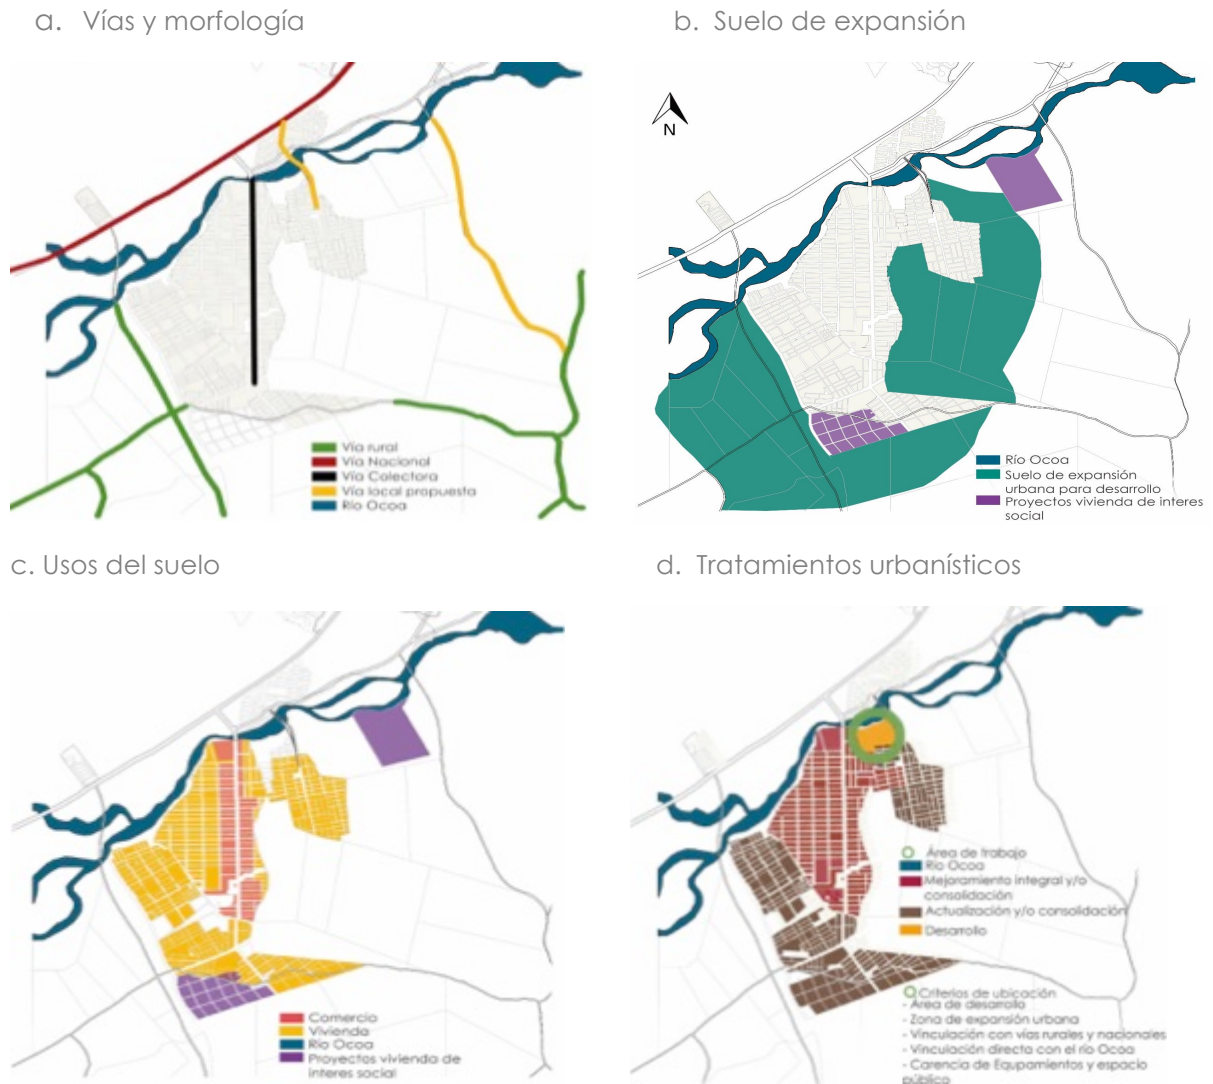 a. Vías y morfología
b. Suelo de expansión
N
Vía rural
Vía Nacional
Vía Colectora
Vía local propuesta
Río Ocoa
Río Ocoa
Suelo de expansión
urbana para desarrollo
Proyectos vivienda de interes
social
c. Usos del suelo
d. Tratamientos urbanísticos
Comercio
Vivienda
Río Ocoa
Proyectos vivienda de
interes social
Área de trabajo
Río Ocoa
Mejoramiento integral y/o
consolidación
Actualización y/o consolidación
Desarrollo
Criterios de ubicación
- Área de desarrollo
- Zona de expansión urbana
- Vinculación con vías rurales y nacionales
- Vinculación directa con el río Ocoa
- Carencia de Equpamientos y espacio
público